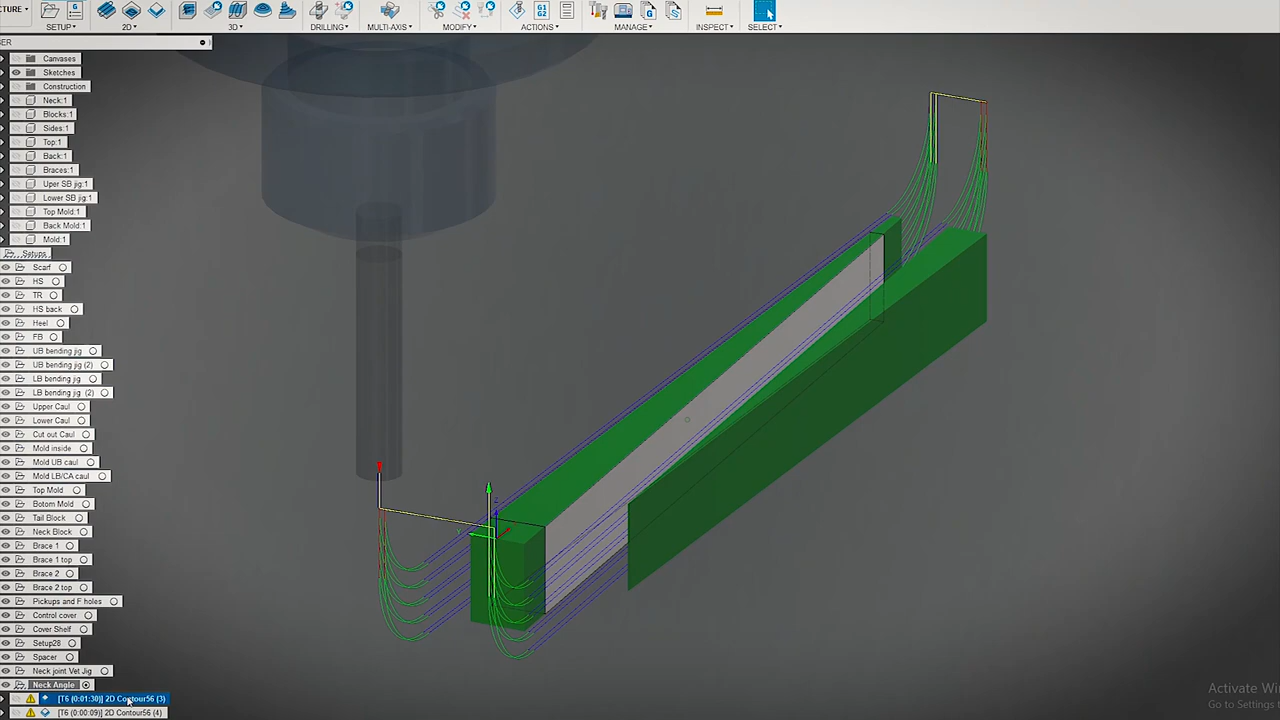 CTURE
SETUP
2D
3D
DRILLING
MULTI-AXIS
MODIFY
G1
G2
ACTIONS
MANAGE
INSPECT
SELECT
SER
Canvases
Sketches
Construction
Neck:1
Blocks:1
Sides:1
Top:1
Back:1
Braces:1
Uper SB jig:1
Lower SB jig:1
Top Mold:1
Back Mold:1
Mold:1
Setups
Scarf
HS
TR
HS back
Heel
FB
UB bending jig
UB bending jig (2)
LB bending jig
LB bending jig (2)
Upper Caul
Lower Caul
Cut out Caul
Mold inside
Mold UB caul
Mold LB/CA caul
Top Mold
Botom Mold
Tail Block
Neck Block
Brace 1
Brace 1 top
Brace 2
Brace 2 top
Pickups and F holes
Control cover
Cover Shelf
Setup28
Spacer
Neck joint Vet Jig
Neck Angle
[T6 (0:01:30)] 2D Contour56 (3)
[T6 (0:00:09)] 2D Contour56 (4)
Activate Wi
Go to Settings